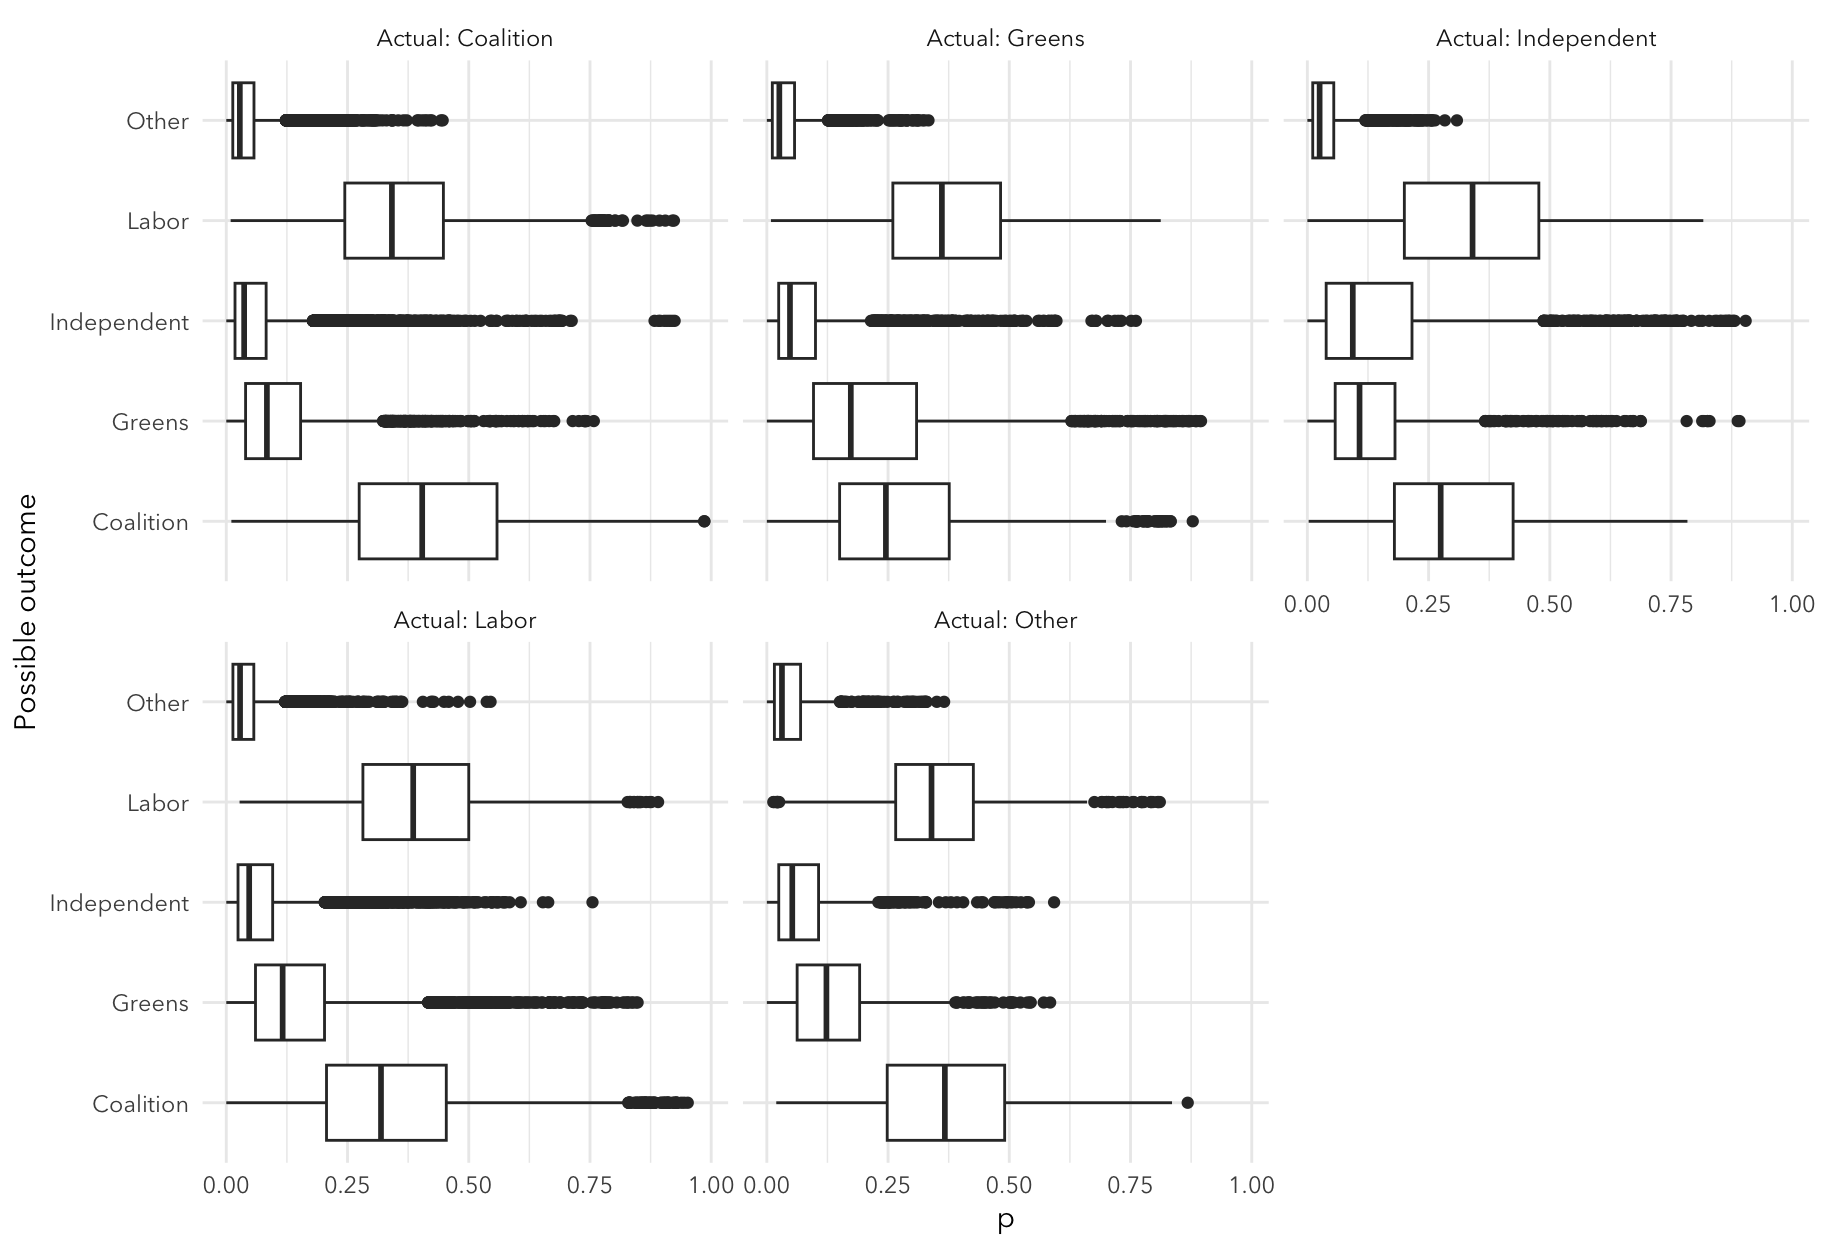 Actual: Coalition
Actual: Greens
Actual: Independent
Other
Labor
Independent
Greens
Coalition
0.00 0.25 0.50 0.75 1.00
Actual: Labor
Actual: Other
Other
Labor
Independent
Greens
Coalition
0.00 0.25 0.50 0.75 1.00
0.00 0.25 0.50 0.75 1.00
p
Possible outcome